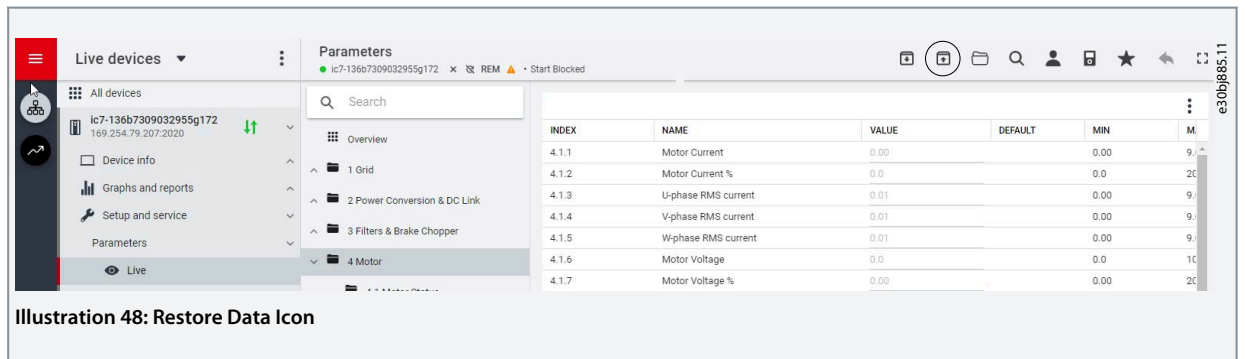 Live devices
All devices
ic7-136b7309032955g172
169.254.79.207:2020
Device info
Graphs and reports
Setup and service
Parameters
Live
Parameters
ic7-136b7309032955g172 × REM • Start Blocked
Search
Overview
1 Grid
2 Power Conversion & DC Link
3 Filters & Brake Chopper
4 Motor
INDEX NAME VALUE DEFAULT MIN
4.1.1 Motor Current 0.00 0.00
4.1.2 Motor Current % 0.0 0.0
4.1.3 U-phase RMS current 0.01 0.00
4.1.4 V-phase RMS current 0.01 0.00
4.1.5 W-phase RMS current 0.01 0.00
4.1.6 Motor Voltage 0.0 0.0
4.1.7 Motor Voltage % 0.00 0.00
e30bj885.11
Illustration 48: Restore Data Icon